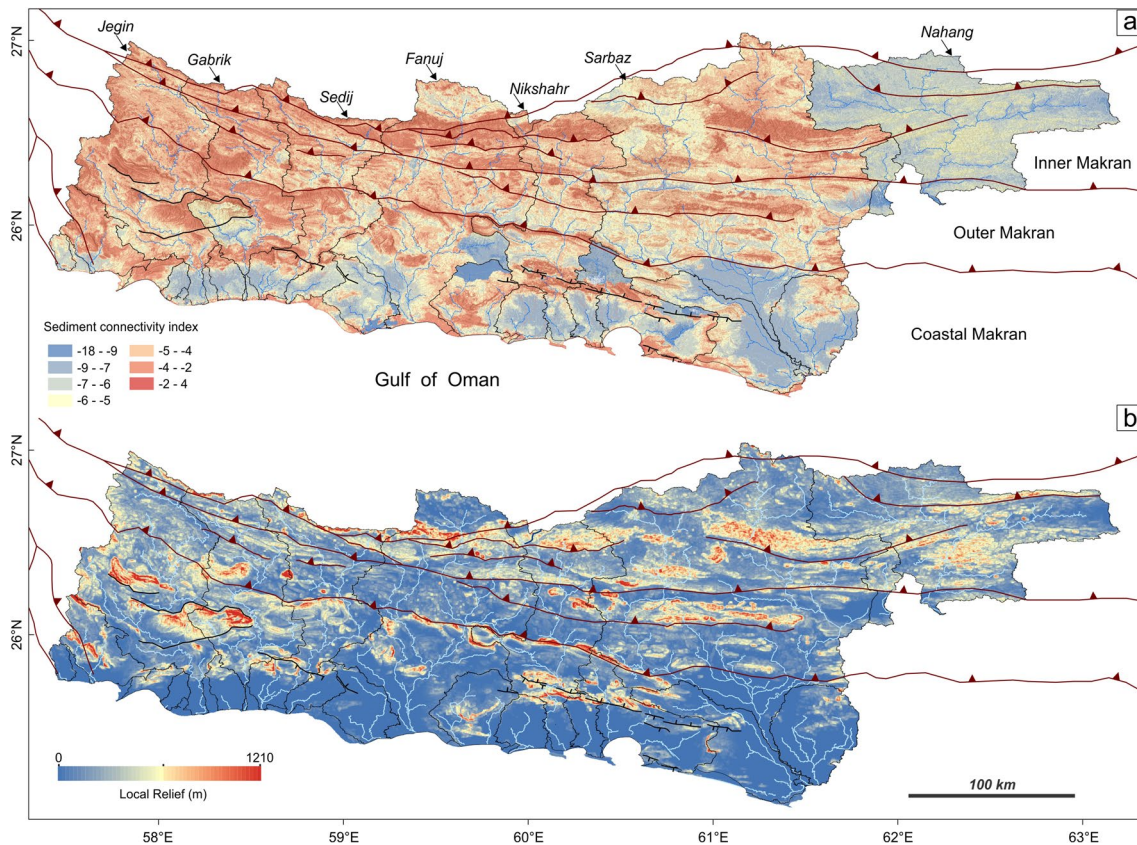 a
27°N
Jegin
Gabrik
Sedij
Fanuj
Nikshahr
Sarbaz
Nahang
Inner Makran
26°N
Outer Makran
Coastal Makran
Sediment connectivity index
-18 - -9
-9 - -7
-7 - -6
-6 - -5
-5 - -4
-4 - -2
-2 - 4
Gulf of Oman
b
27°N
26°N
0
1210
Local Relief (m)
100 km
58°E
59°E
60°E
61°E
62°E
63°E